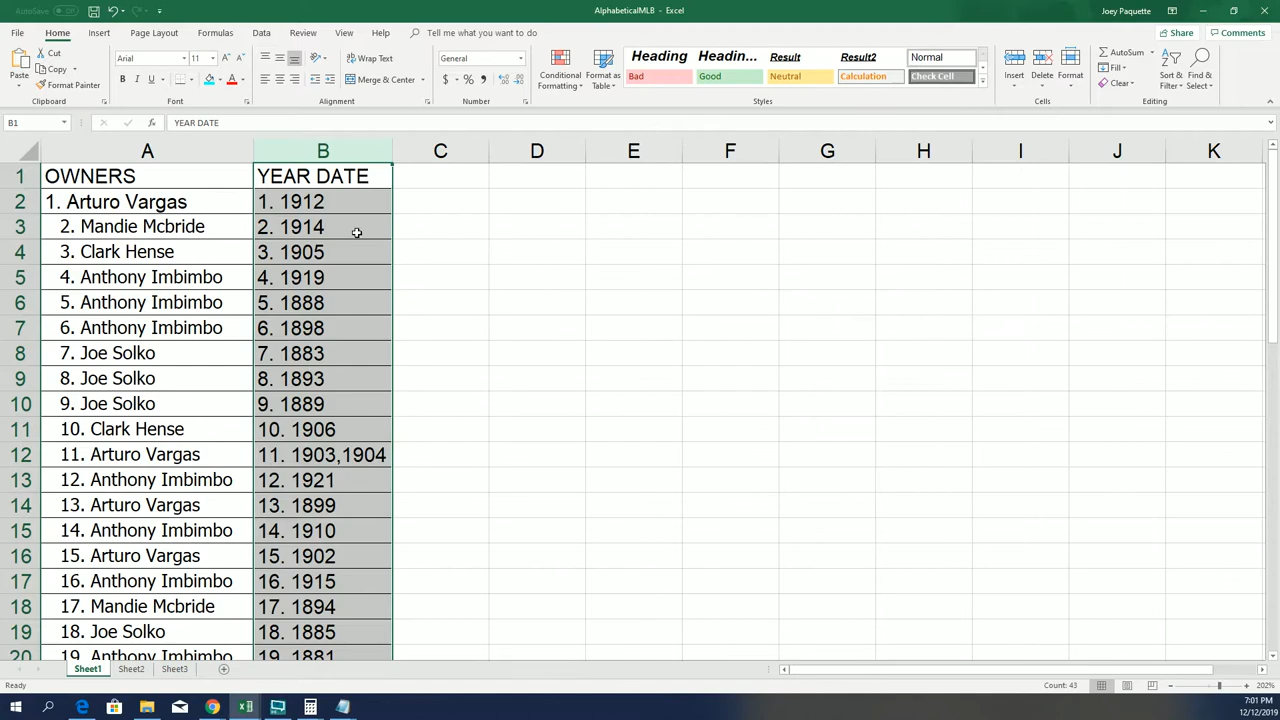 AutoSave Off AlphabeticalMLB - Excel Joey Paquette
File Home Insert Page Layout Formulas Data Review View Help Tell me what you want to do Share Comments
Paste Cut Copy Format Painter Clipboard
Arial 11 A A B I U A Font
Wrap Text Merge & Center Alignment
General $ % , Number
Conditional Formatting Format as Table
Heading Headin... Result Result2 Normal
Bad Good Neutral Calculation Check Cell
Styles
Insert Delete Format Cells
AutoSum Fill Clear Sort & Filter Find & Select Editing
B1 fx YEAR DATE
A B C D E F G H I J K
1 OWNERS YEAR DATE
2 1. Arturo Vargas 1. 1912
3 2. Mandie Mcbride 2. 1914
4 3. Clark Hense 3. 1905
5 4. Anthony Imbimbo 4. 1919
6 5. Anthony Imbimbo 5. 1888
7 6. Anthony Imbimbo 6. 1898
8 7. Joe Solko 7. 1883
9 8. Joe Solko 8. 1893
10 9. Joe Solko 9. 1889
11 10. Clark Hense 10. 1906
12 11. Arturo Vargas 11. 1903,1904
13 12. Anthony Imbimbo 12. 1921
14 13. Arturo Vargas 13. 1899
15 14. Anthony Imbimbo 14. 1910
16 15. Arturo Vargas 15. 1902
17 16. Anthony Imbimbo 16. 1915
18 17. Mandie Mcbride 17. 1894
19 18. Joe Solko 18. 1885
20 19. Anthony Imbimbo 19. 1881
Sheet1 Sheet2 Sheet3
Ready Count: 43 202%
7:01 PM
12/12/2019